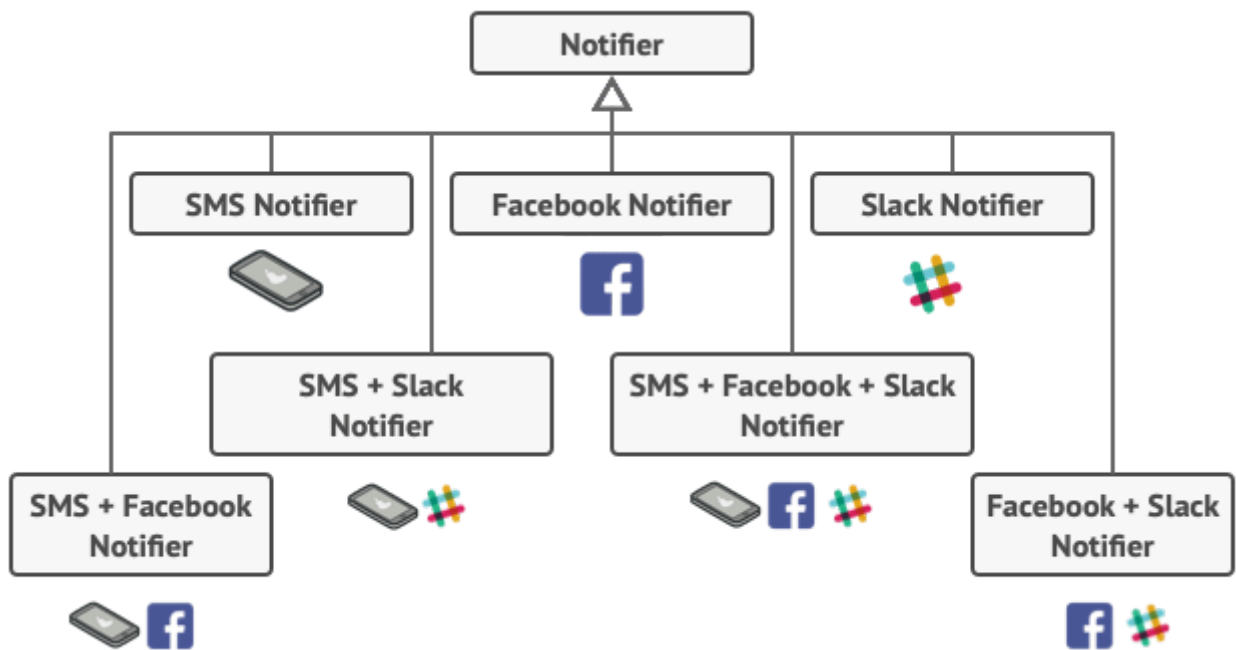 Notifier
SMS Notifier
Facebook Notifier
Slack Notifier
SMS + Slack
Notifier
SMS + Facebook + Slack
Notifier
SMS + Facebook
Notifier
Facebook + Slack
Notifier